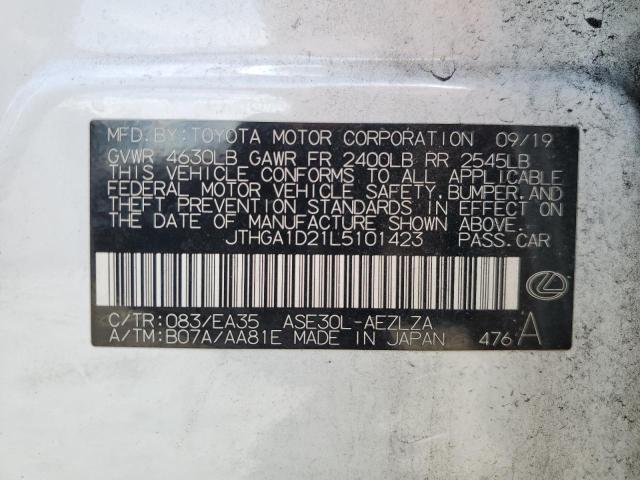 MFD. BY: TOYOTA MOTOR CORPORATION 09/19
GVWR 4630LB GAWR FR 2400LB RR 2545LB
THIS VEHICLE CONFORMS TO ALL APPLICABLE
FEDERAL MOTOR VEHICLE SAFETY, BUMPER, AND
THEFT PREVENTION STANDARDS IN EFFECT ON
THE DATE OF MANUFACTURE SHOWN ABOVE.
JTHGA1D21L5101423 PASS. CAR
C/TR: 083/EA35 ASE30L-AEZLZA
A/TM: B07A/AA81E MADE IN JAPAN 476 A